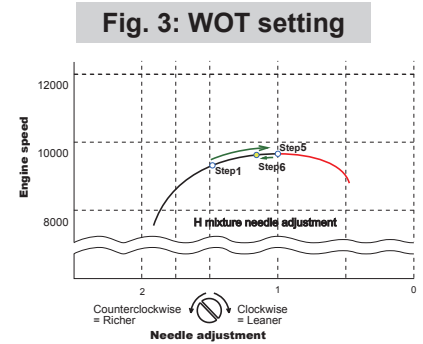 Fig. 3: WOT setting
Engine speed
12000
10000
8000
Step1
Step5
Step6
H mixture needle adjustment
2
1
0
Counterclockwise
= Richer
Clockwise
= Leaner
Needle adjustment